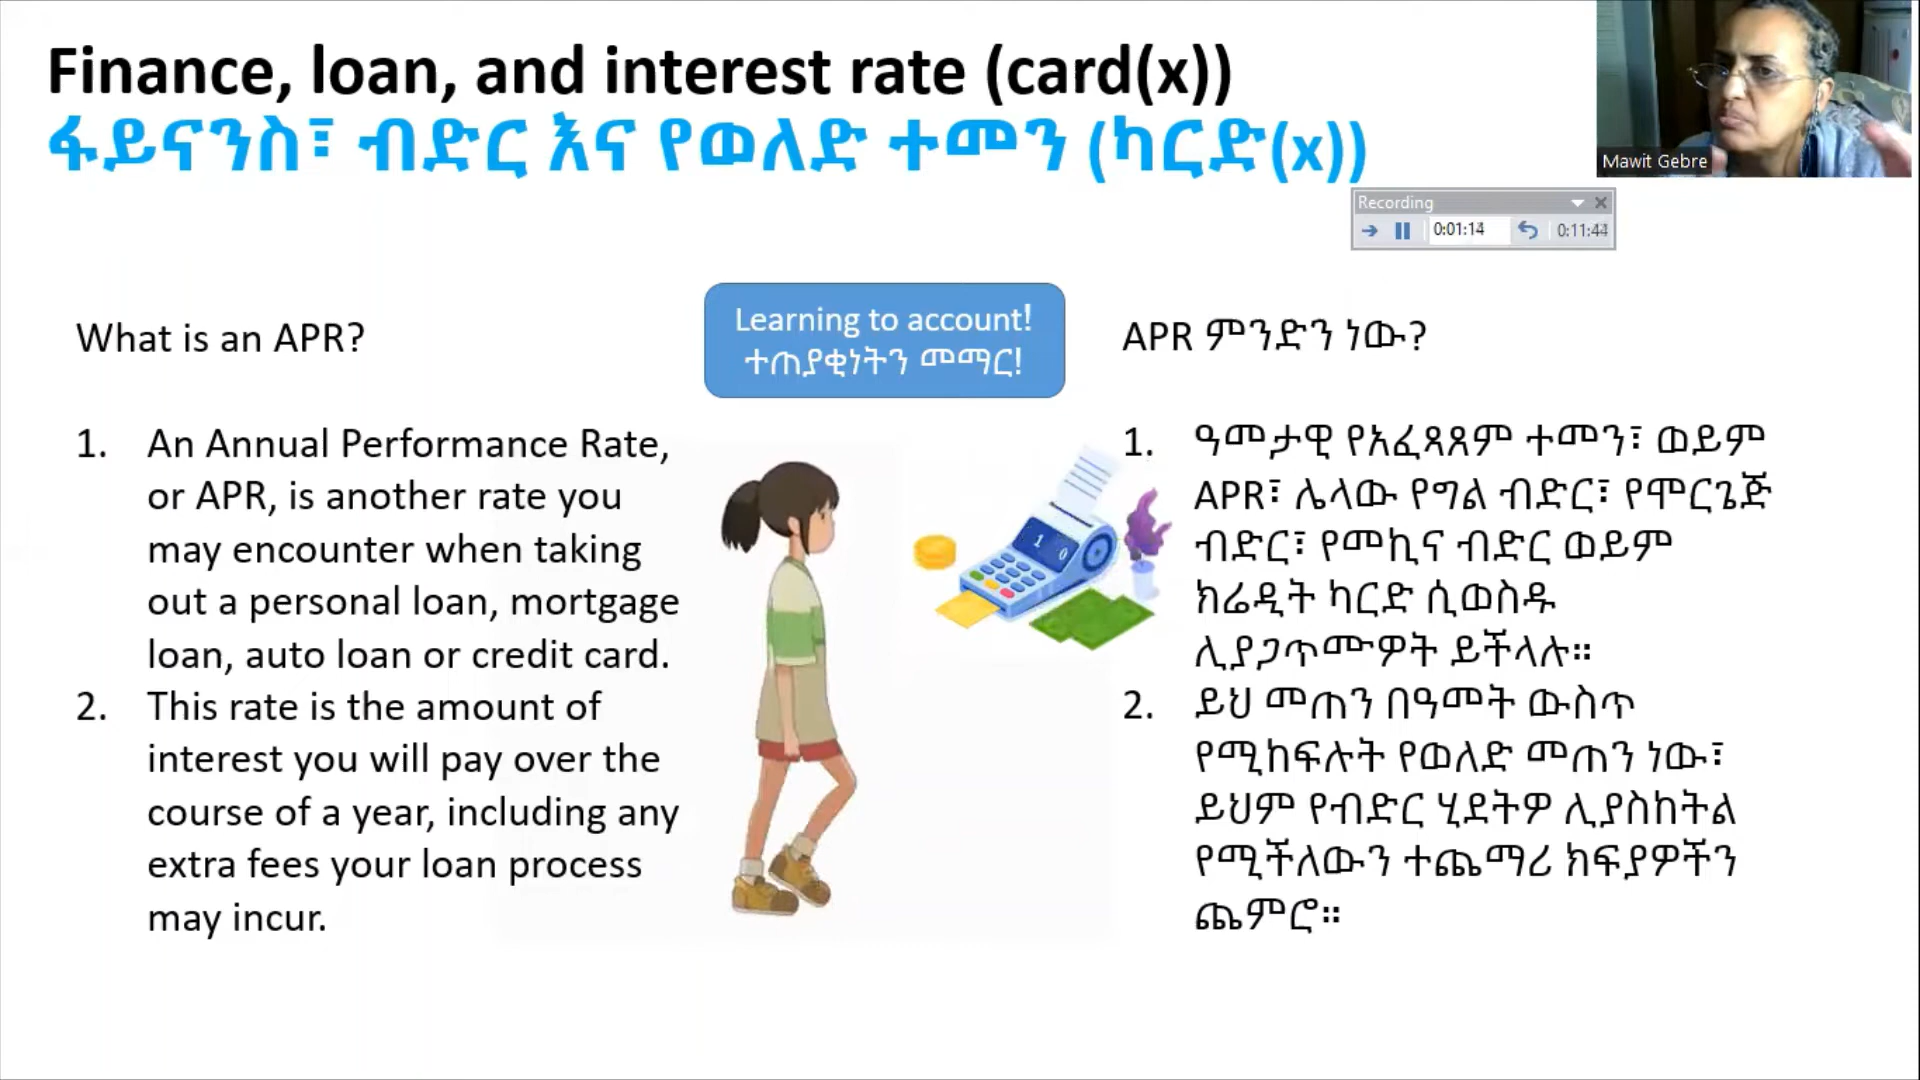 Finance, loan, and interest rate (card(x))
ፋይናንስ፣ ብድር እና የወለድ ተመን (ካርድ(x))
Mawit Gebre
Recording
0:01:14
0:11:44
What is an APR?
1. An Annual Performance Rate,
or APR, is another rate you
may encounter when taking
out a personal loan, mortgage
loan, auto loan or credit card.
2. This rate is the amount of
interest you will pay over the
course of a year, including any
extra fees your loan process
may incur.
Learning to account!
ተጠያቂነትን መማር!
1 0
APR ምንድን ነው?
1. ዓመታዊ የአፈጻጸም ተመን፣ ወይም
APR፣ ሌላው የግል ብድር፣ የሞርጌጅ
ብድር፣ የመኪና ብድር ወይም
ክሬዲት ካርድ ሲወስዱ
ሊያጋጥሙዎት ይችላሉ።
2. ይህ መጠን በዓመት ውስጥ
የሚከፍሉት የወለድ መጠን ነው፣
ይህም የብድር ሂደትዎ ሊያስከትል
የሚችለውን ተጨማሪ ክፍያዎችን
ጨምሮ።